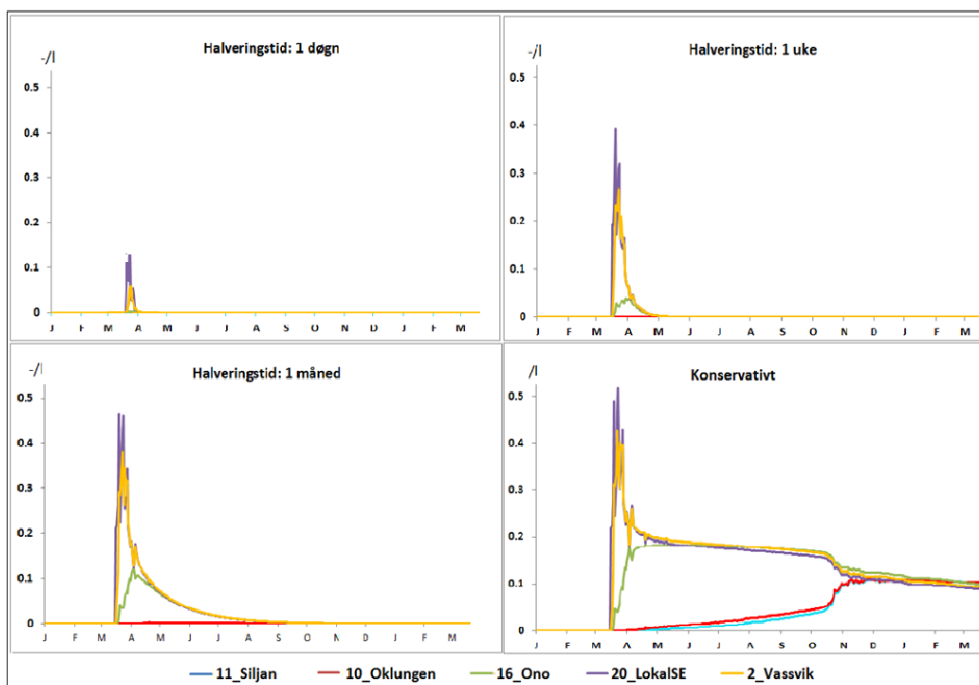 Halveringstid: 1 døgn
-/l
0.5
0.4
0.3
0.2
0.1
0
J F M A M J J A S O N D J F M
Halveringstid: 1 uke
-/l
0.5
0.4
0.3
0.2
0.1
0
J F M A M J J A S O N D J F M
Halveringstid: 1 måned
-/l
0.5
0.4
0.3
0.2
0.1
0
J F M A M J J A S O N D J F M
Konservativt
/l
0.5
0.4
0.3
0.2
0.1
0
J F M A M J J A S O N D J F M
11_Siljan 10_Oklungen 16_Ono 20_LokalSE 2_Vassvik